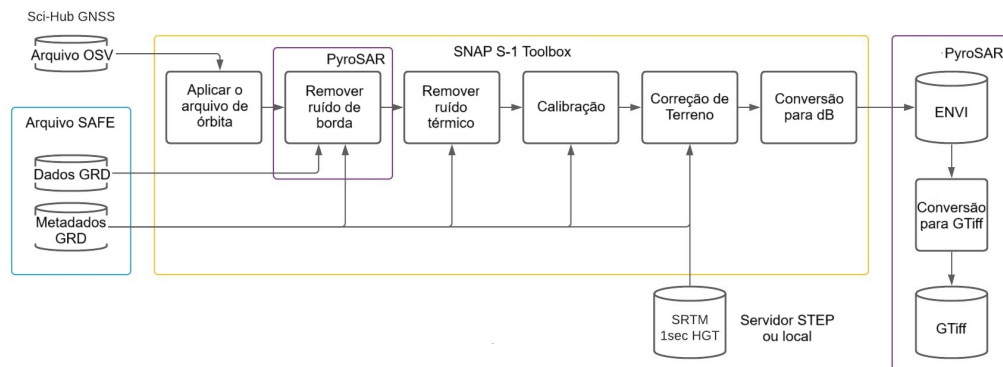 Sci-Hub GNSS
Arquivo OSV
SNAP S-1 Toolbox
PyroSAR
PyroSAR
Aplicar o
arquivo de
órbita
Remover
ruído de
borda
Remover
ruído
térmico
Calibração
Correção de
Terreno
Conversão
para dB
ENVI
Arquivo SAFE
Dados GRD
Metadados
GRD
Conversão
para GTiff
SRTM
1sec HGT
Servidor STEP
ou local
GTiff